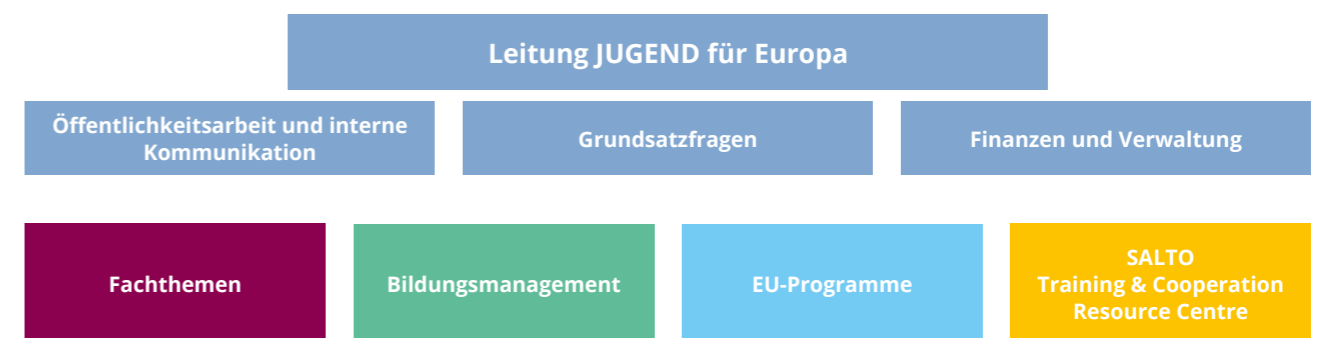 Leitung JUGEND für Europa
Öffentlichkeitsarbeit und interne
Kommunikation
Grundsatzfragen
Finanzen und Verwaltung
Fachthemen
Bildungsmanagement
EU-Programme
SALTO
Training & Cooperation
Resource Centre